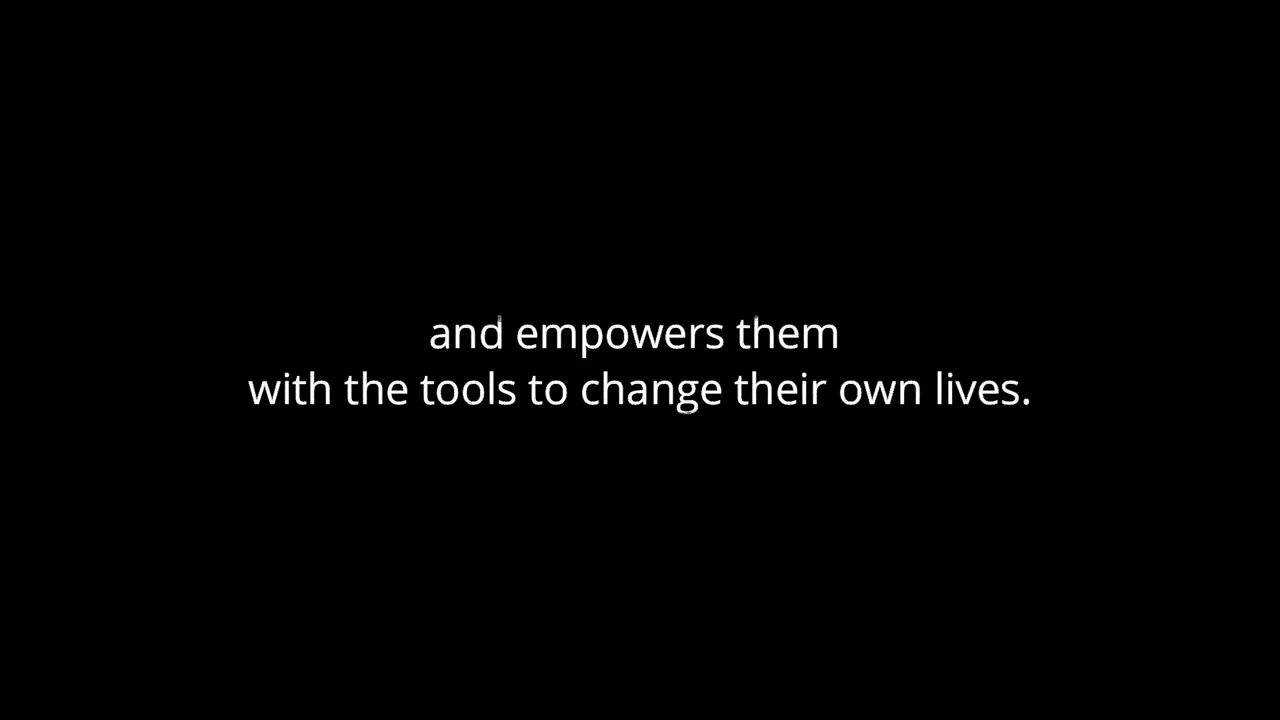 and empowers them
with the tools to change their own lives.